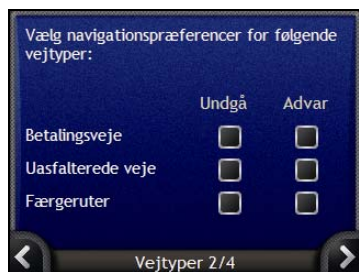 Vælg navigationspræferencer for følgende
vejtyper:
Undgå Advar
Betalingsveje
Uasfalterede veje
Færgeruter
Vejtyper 2/4